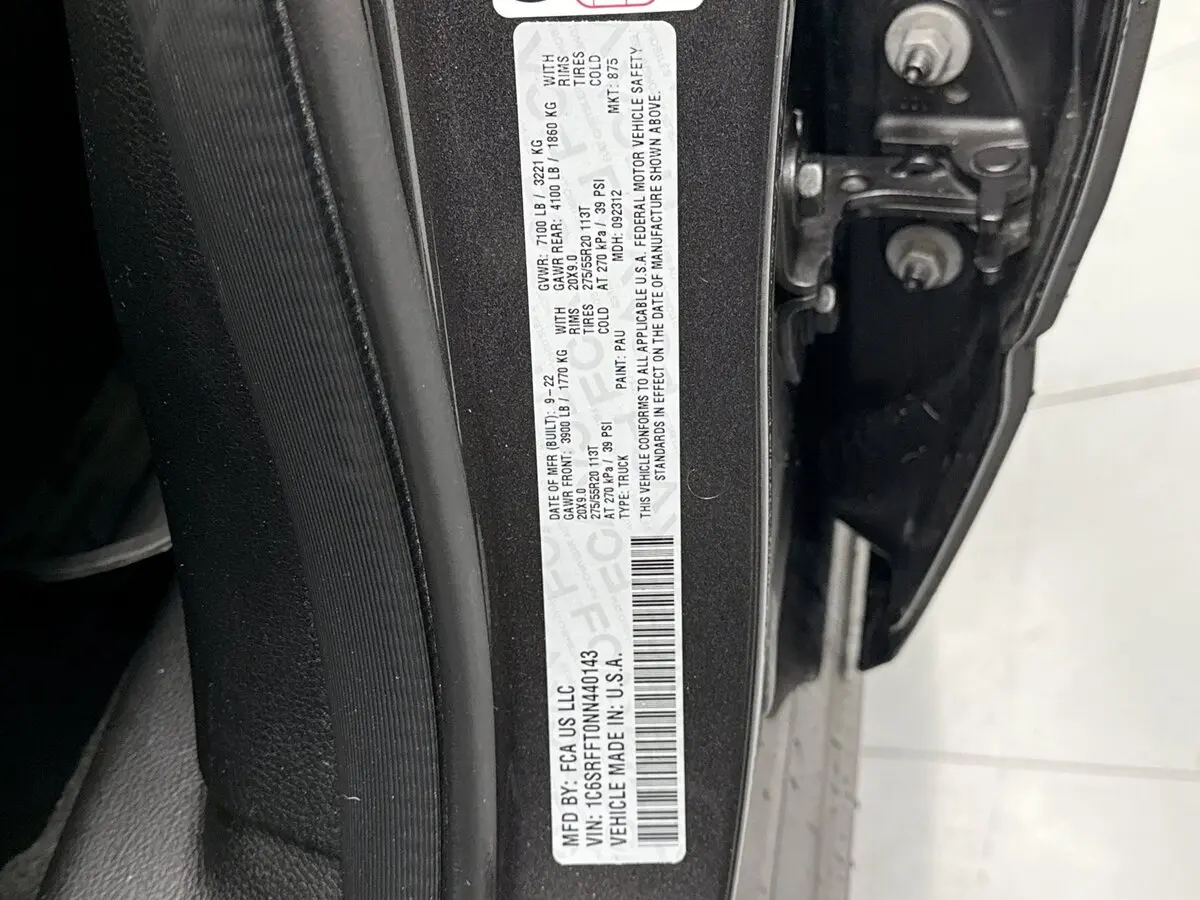 MFD BY: FCA US LLC
VIN: 1C6SRFFT0NN440143
VEHICLE MADE IN: U.S.A.
DATE OF MFR (BUILT): 9-22
GAWR FRONT: 3900 LB / 1770 KG WITH
20X9.0 RIMS
275/55R20 113T TIRES
AT 270 kPa / 39 PSI COLD
TYPE: TRUCK
PAINT: PAU
GVWR: 7100 LB / 3221 KG
GAWR REAR: 4100 LB / 1860 KG WITH
20X9.0 RIMS
275/55R20 113T TIRES
AT 270 kPa / 39 PSI COLD
MDH: 092312
MKT: 875
THIS VEHICLE CONFORMS TO ALL APPLICABLE U.S.A. FEDERAL MOTOR VEHICLE SAFETY
STANDARDS IN EFFECT ON THE DATE OF MANUFACTURE SHOWN ABOVE.